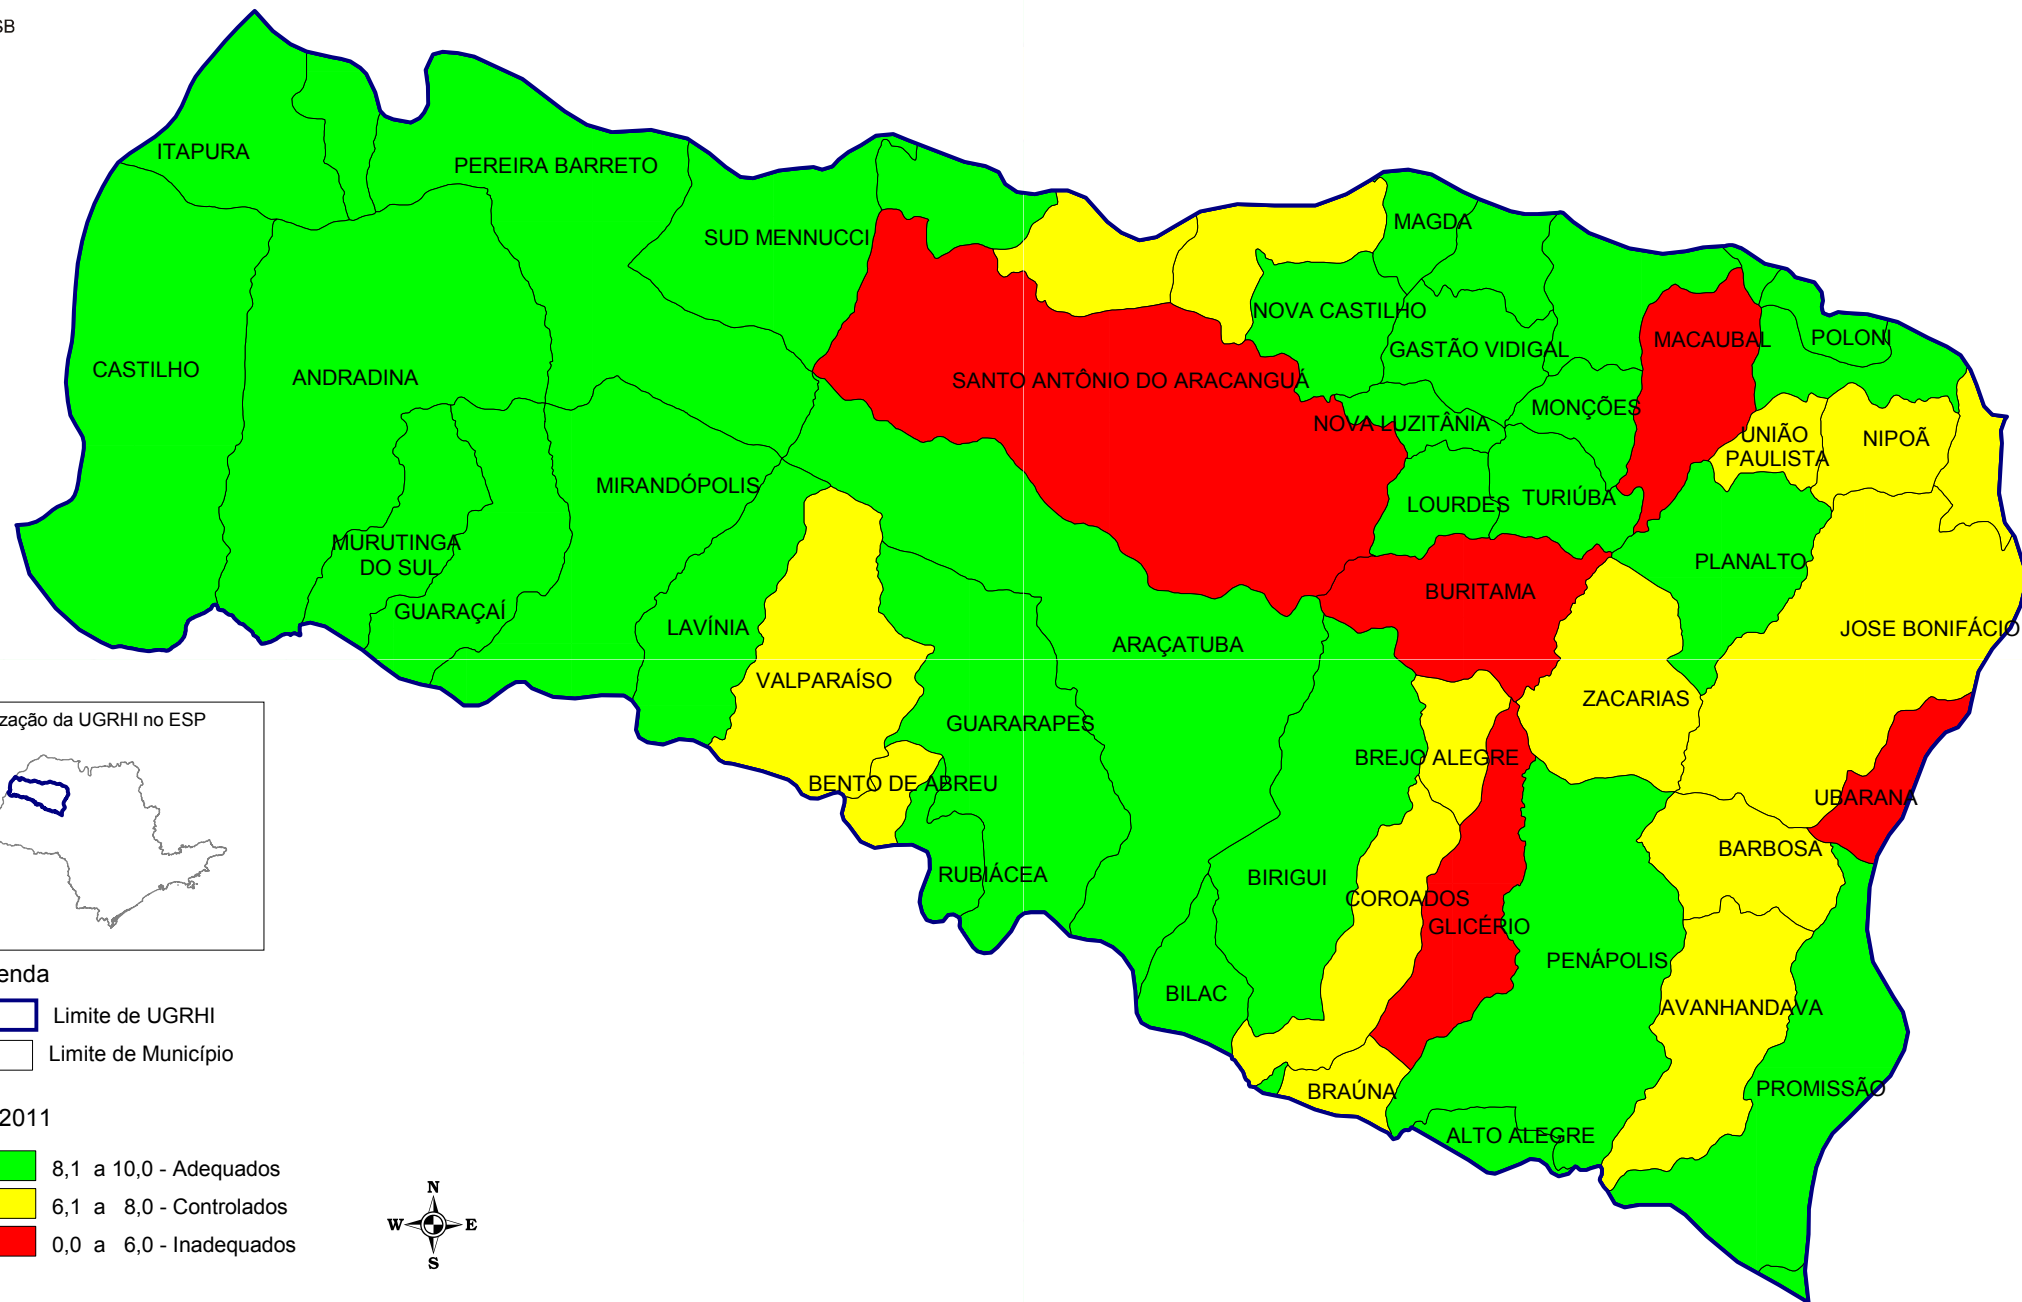 SB
ITAPURA
PEREIRA BARRETO
SUD MENNUCCI
MAGDA
NOVA CASTILHO
MACAUBAL
POLONI
GASTÃO VIDIGAL
CASTILHO
ANDRADINA
SANTO ANTÔNIO DO ARACANGUÁ
MONÇÕES
NOVA LUZITÂNIA
UNIÃO
PAULISTA
NIPOÃ
MIRANDÓPOLIS
LOURDES
TURIÚBA
MURUTINGA
DO SUL
PLANALTO
BURITAMA
GUARAÇAÍ
LAVÍNIA
ARAÇATUBA
JOSE BONIFÁCIO
VALPARAÍSO
ZACARIAS
GUARARAPES
BREJO ALEGRE
BENTO DE ABREU
UBARANA
BARBOSA
RUBIÁCEA
BIRIGUI
COROADOS
GLICÉRIO
PENÁPOLIS
BILAC
AVANHANDAVA
BRAÚNA
PROMISSÃO
ALTO ALEGRE
zação da UGRHI no ESP
enda
Limite de UGRHI
Limite de Município
2011
8,1 a 10,0 - Adequados
6,1 a 8,0 - Controlados
0,0 a 6,0 - Inadequados
N
W E
S